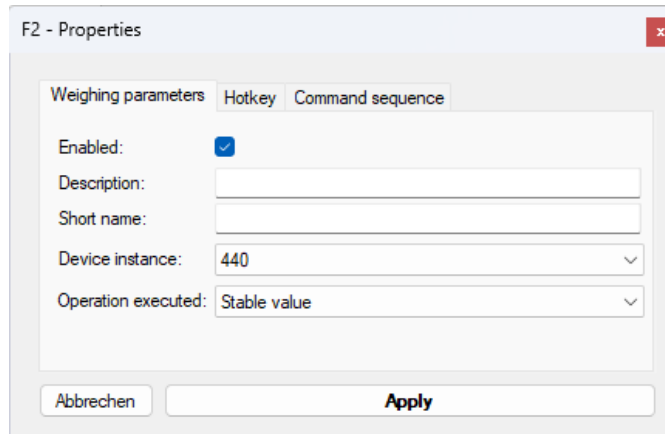 F2 - Properties
x
Weighing parameters Hotkey Command sequence
Enabled:
Description:
Short name:
Device instance: 440
Operation executed: Stable value
Abbrechen Apply